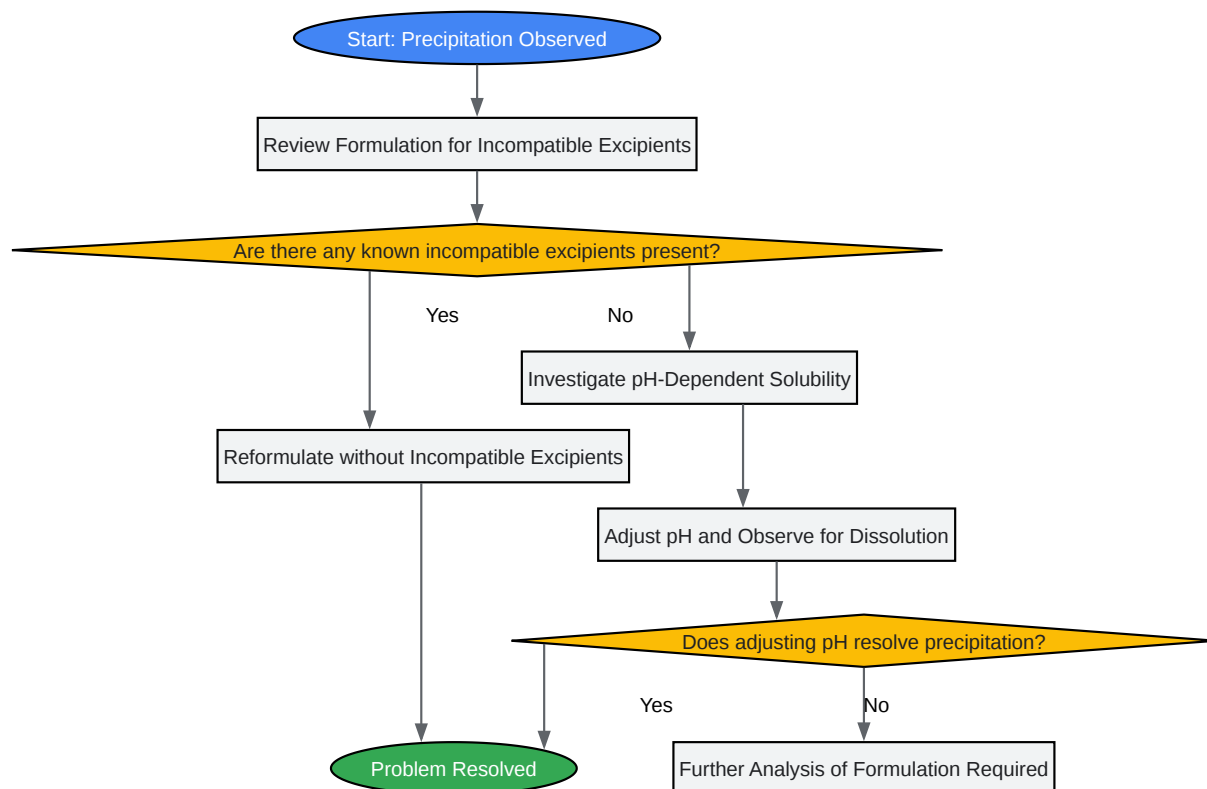 Start: Precipitation Observed
Review Formulation for Incompatible Excipients
Are there any known incompatible excipients present?
Yes
No
Investigate pH-Dependent Solubility
Reformulate without Incompatible Excipients
Adjust pH and Observe for Dissolution
Does adjusting pH resolve precipitation?
Yes
No
Problem Resolved
Further Analysis of Formulation Required